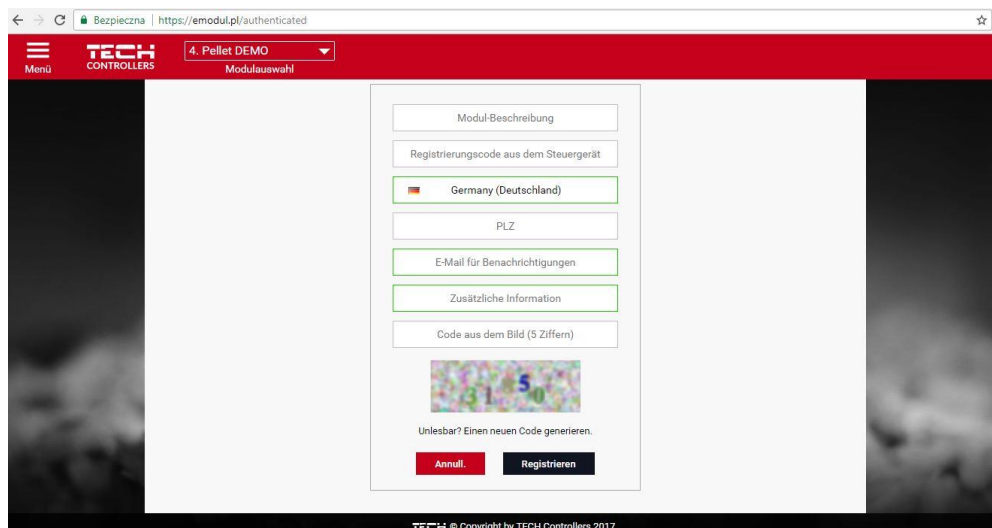 Bezpieczna | https://emodul.pl/authenticated
Menü
TECH CONTROLLERS
4. Pellet DEMO
Modulauswahl
Modul-Beschreibung
Registrierungscode aus dem Steuergerät
Germany (Deutschland)
PLZ
E-Mail für Benachrichtigungen
Zusätzliche Information
Code aus dem Bild (5 Ziffern)
Unlesbar? Einen neuen Code generieren.
Annull.
Registrieren
TECH © Copyright by TECH Controllers 2017